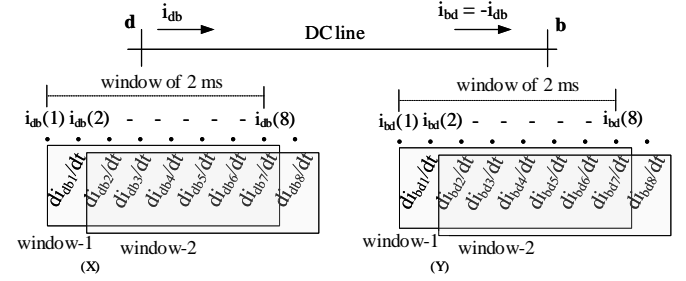 d i_db i_bd = -i_db b
DC line
window of 2 ms window of 2 ms
i_db(1) i_db(2) - - - - - i_db(8) i_bd(1) i_bd(2) - - - - - i_bd(8)
di_db1/dt di_db2/dt di_db3/dt di_db4/dt di_db5/dt di_db6/dt di_db7/dt di_db8/dt di_bd1/dt di_bd2/dt di_bd3/dt di_bd4/dt di_bd5/dt di_bd6/dt di_bd7/dt di_bd8/dt
window-1 window-2 window-1 window-2
(X) (Y)